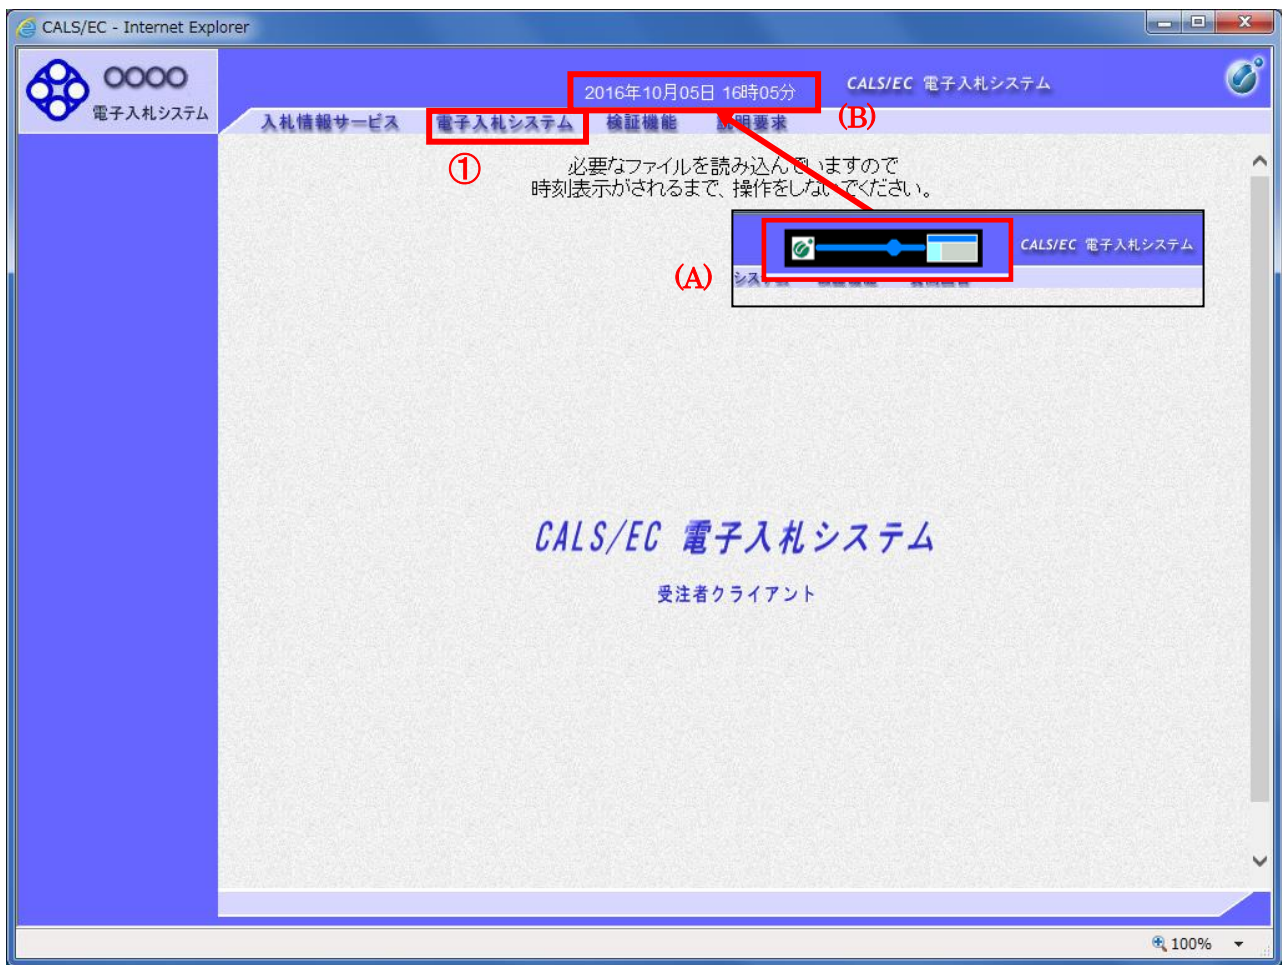 CALS/EC - Internet Explorer
〇〇〇〇
電子入札システム
2016年10月05日 16時05分
CALS/EC 電子入札システム
(B)
入札情報サービス 電子入札システム 検証機能 説明要求
①
必要なファイルを読み込んでいますので
時刻表示がされるまで、操作をしないでください。
CALS/EC 電子入札システム
(A)
CALS/EC 電子入札システム
受注者クライアント
100%